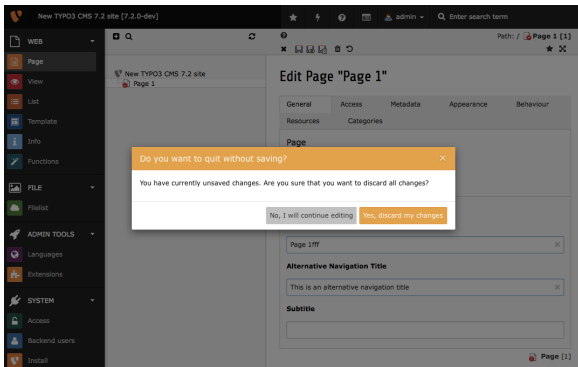 New TYPO3 CMS 7.2 site [7.2.0-dev]
admin
Enter search term
WEB
Page
View
List
Template
Info
Functions
FILE
Filelist
ADMIN TOOLS
Languages
Extensions
SYSTEM
Access
Backend users
Install
New TYPO3 CMS 7.2 site
Page 1
Path: / Page 1 [1]
Edit Page "Page 1"
General
Access
Metadata
Appearance
Behaviour
Resources
Categories
Page
Do you want to quit without saving?
You have currently unsaved changes. Are you sure that you want to discard all changes?
No, I will continue editing
Yes, discard my changes
Page 1fff
Alternative Navigation Title
This is an alternative navigation title
Subtitle
Page [1]